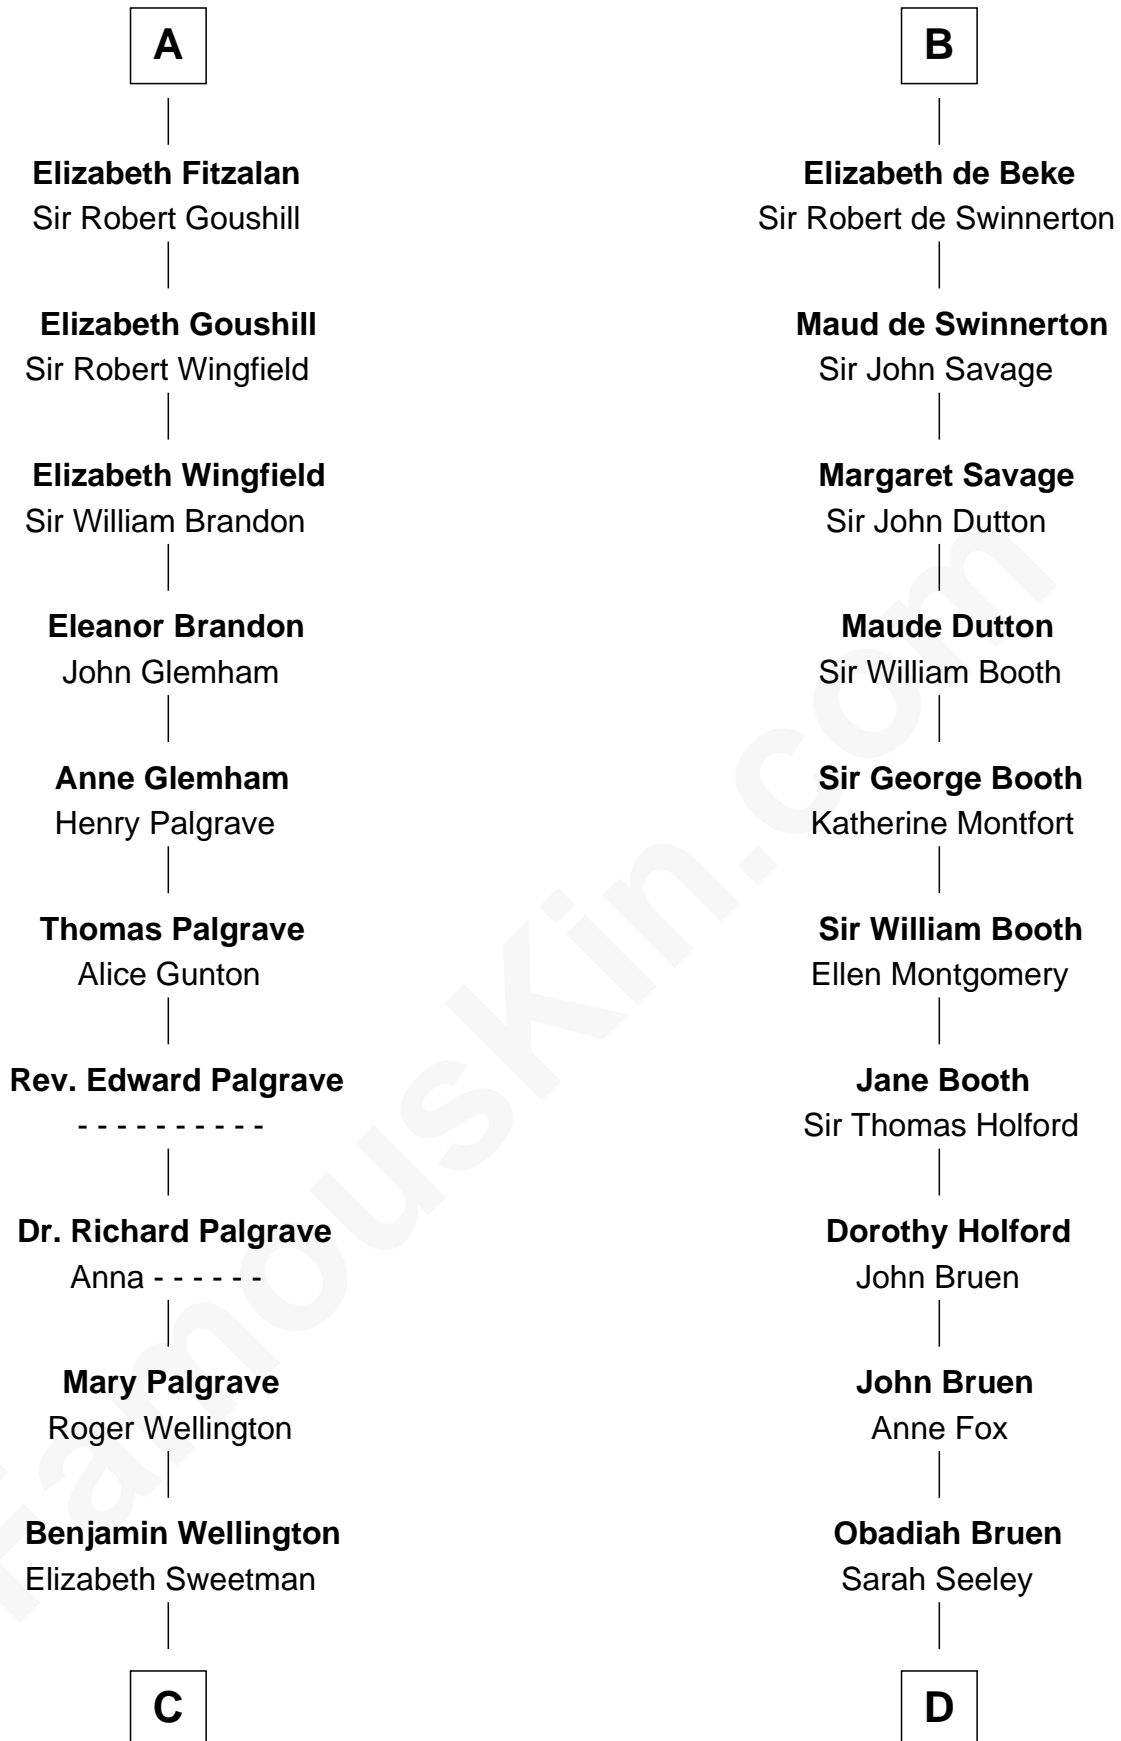 A
Elizabeth Fitzalan
Sir Robert Goushill
Elizabeth Goushill
Sir Robert Wingfield
Elizabeth Wingfield
Sir William Brandon
Eleanor Brandon
John Glemham
Anne Glemham
Henry Palgrave
Thomas Palgrave
Alice Gunton
Rev. Edward Palgrave
- - - - - - - - - -
Dr. Richard Palgrave
Anna - - - - - -
Mary Palgrave
Roger Wellington
Benjamin Wellington
Elizabeth Sweetman
C
B
Elizabeth de Beke
Sir Robert de Swinnerton
Maud de Swinnerton
Sir John Savage
Margaret Savage
Sir John Dutton
Maude Dutton
Sir William Booth
Sir George Booth
Katherine Montfort
Sir William Booth
Ellen Montgomery
Jane Booth
Sir Thomas Holford
Dorothy Holford
John Bruen
John Bruen
Anne Fox
Obadiah Bruen
Sarah Seeley
D
FamousKin.com